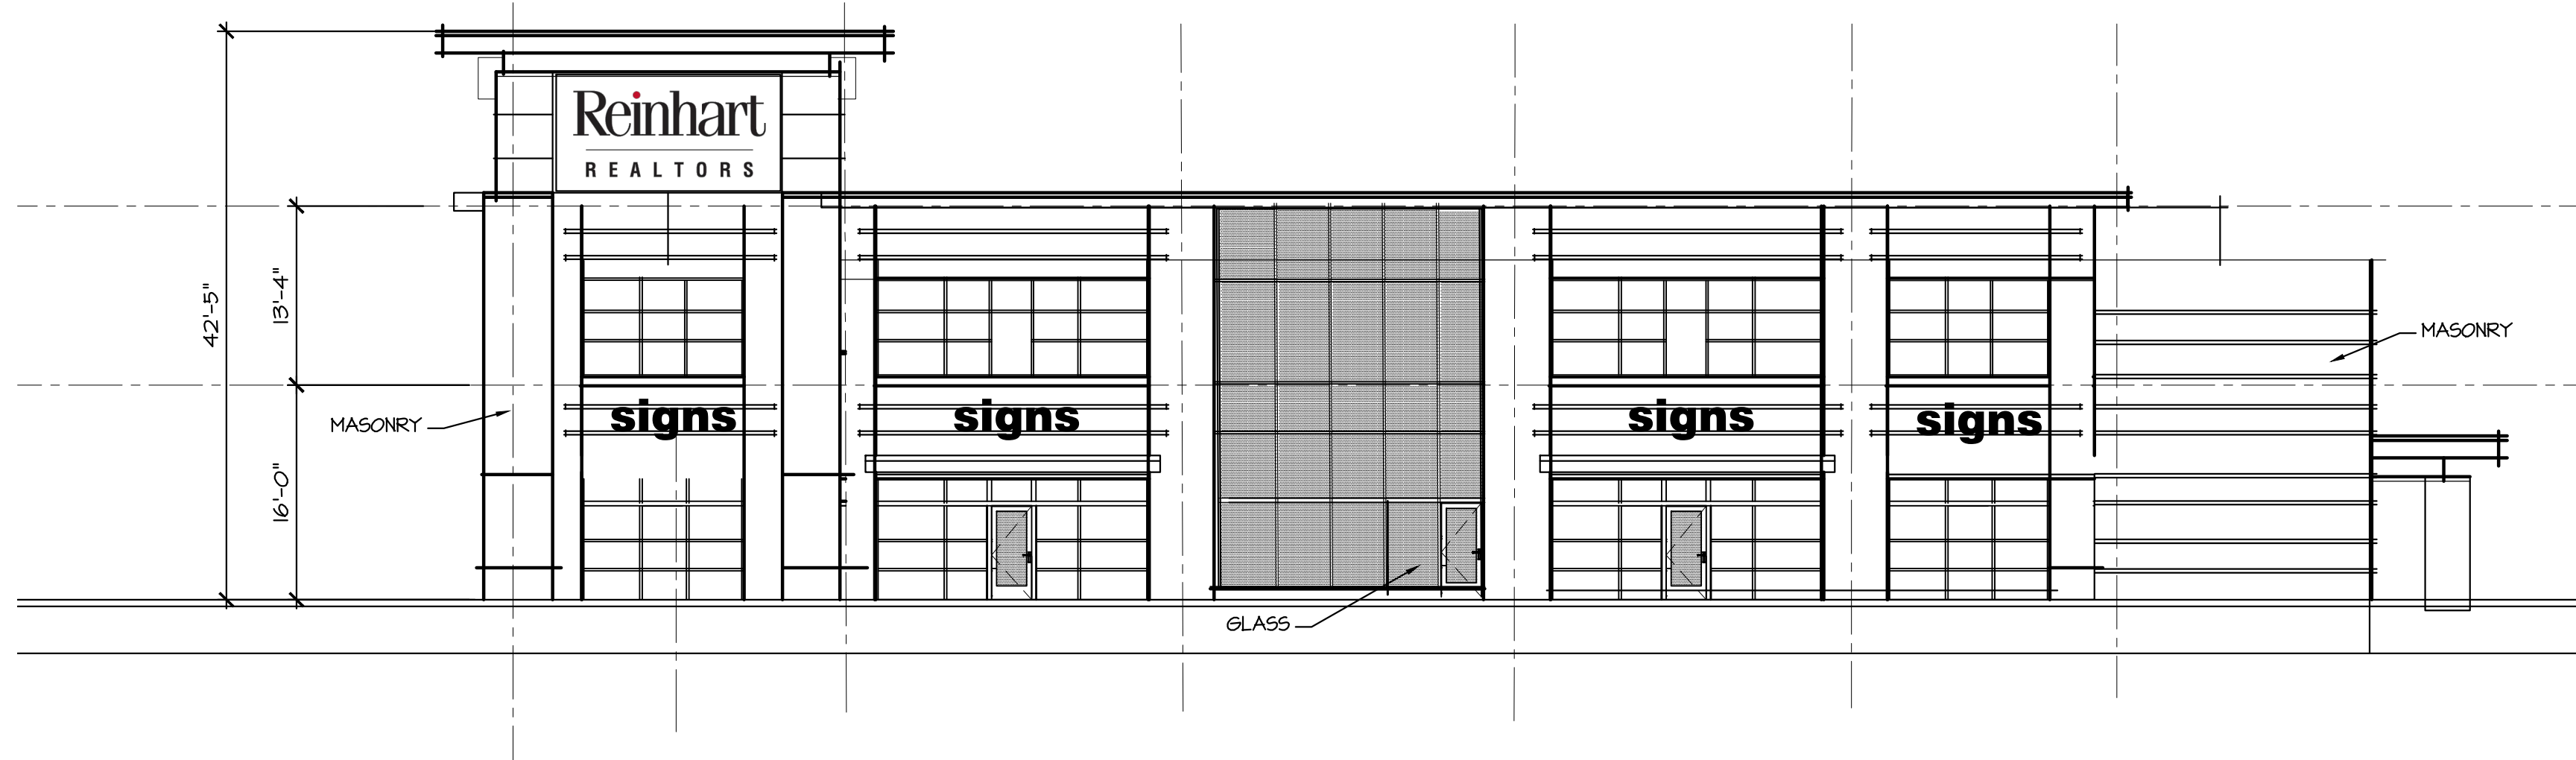 Reinhart
REALTORS
42'-5"
13'-4"
16'-0"
MASONRY
signs
signs
signs
signs
MASONRY
GLASS